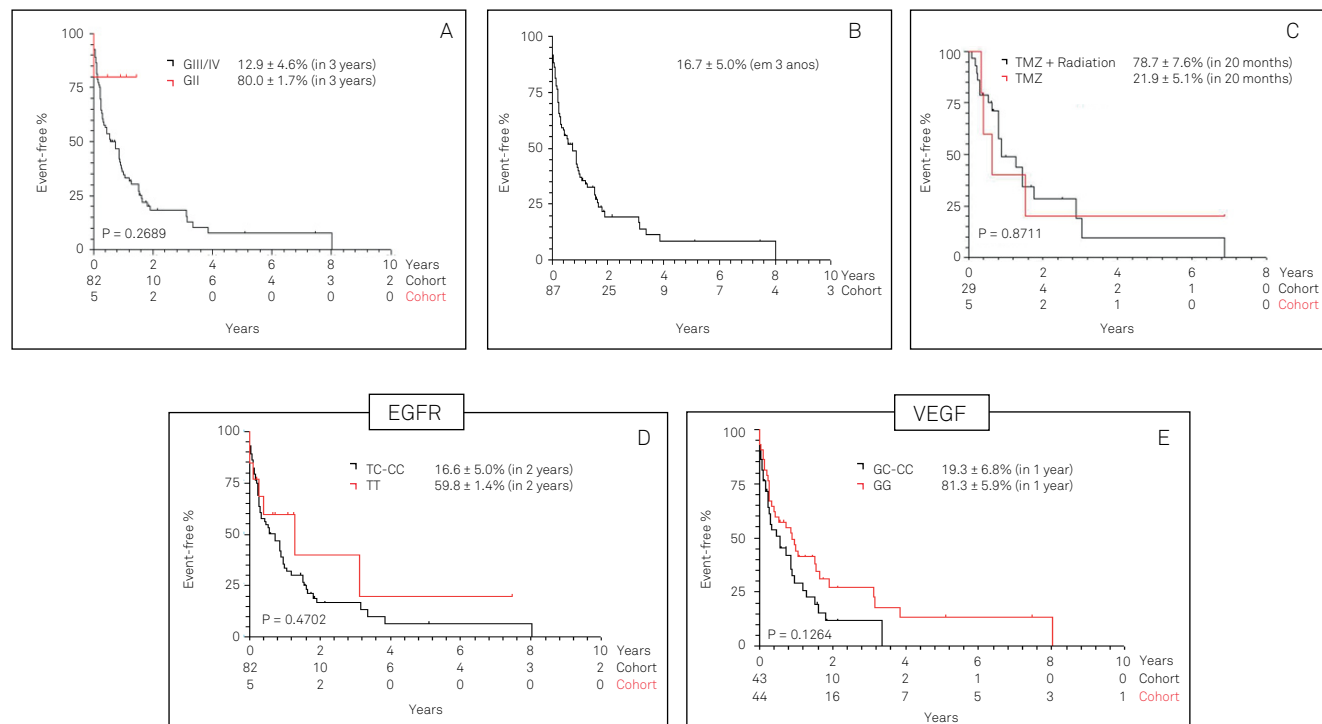 A
100
75
50
25
0
Event-free %
GIII/IV 12.9 ± 4.6% (in 3 years)
GII 80.0 ± 1.7% (in 3 years)
P = 0.2689
0 2 4 6 8 10 Years
82 10 6 4 3 2 Cohort
5 2 0 0 0 0 Cohort
Years
B
100
75
50
25
0
Event-free %
16.7 ± 5.0% (em 3 anos)
0 2 4 6 8 10 Years
87 25 9 7 4 3 Cohort
Years
C
100
75
50
25
0
Event-free %
TMZ + Radiation 78.7 ± 7.6% (in 20 months)
TMZ 21.9 ± 5.1% (in 20 months)
P = 0.8711
0 2 4 6 8 Years
29 4 2 1 0 Cohort
5 2 1 0 0 Cohort
Years
EGFR
D
100
75
50
25
0
Event-free %
TC-CC 16.6 ± 5.0% (in 2 years)
TT 59.8 ± 1.4% (in 2 years)
P = 0.4702
0 2 4 6 8 10 Years
82 10 6 4 3 2 Cohort
5 2 0 0 0 0 Cohort
Years
VEGF
E
100
75
50
25
0
Event-free %
GC-CC 19.3 ± 6.8% (in 1 year)
GG 81.3 ± 5.9% (in 1 year)
P = 0.1264
0 2 4 6 8 10 Years
43 10 2 1 0 0 Cohort
44 16 7 5 3 1 Cohort
Years